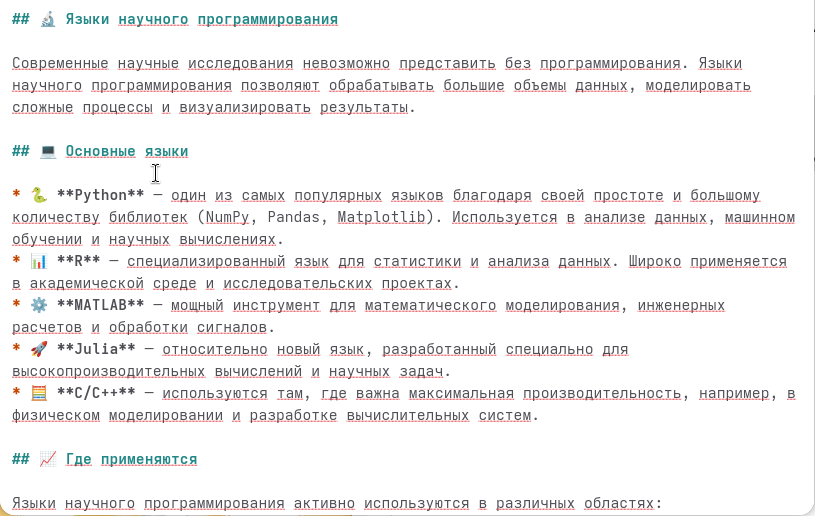 ## 🔬 Языки научного программирования
Современные научные исследования невозможно представить без программирования. Языки
научного программирования позволяют обрабатывать большие объемы данных, моделировать
сложные процессы и визуализировать результаты.
## 💻 Основные языки
* 🐍 **Python** — один из самых популярных языков благодаря своей простоте и большому
количеству библиотек (NumPy, Pandas, Matplotlib). Используется в анализе данных, машинном
обучении и научных вычислениях.
* 📊 **R** — специализированный язык для статистики и анализа данных. Широко применяется
в академической среде и исследовательских проектах.
* ⚙️ **MATLAB** — мощный инструмент для математического моделирования, инженерных
расчетов и обработки сигналов.
* 🚀 **Julia** — относительно новый язык, разработанный специально для
высокопроизводительных вычислений и научных задач.
* 🧮 **C/C++** — используются там, где важна максимальная производительность, например, в
физическом моделировании и разработке вычислительных систем.
## 📈 Где применяются
Языки научного программирования активно используются в различных областях: